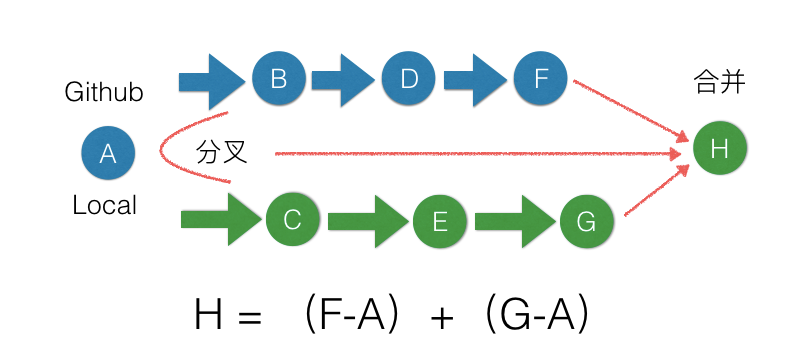 Github
B
D
F
合并
A
分叉
H
Local
C
E
G
H = （F-A） + （G-A）